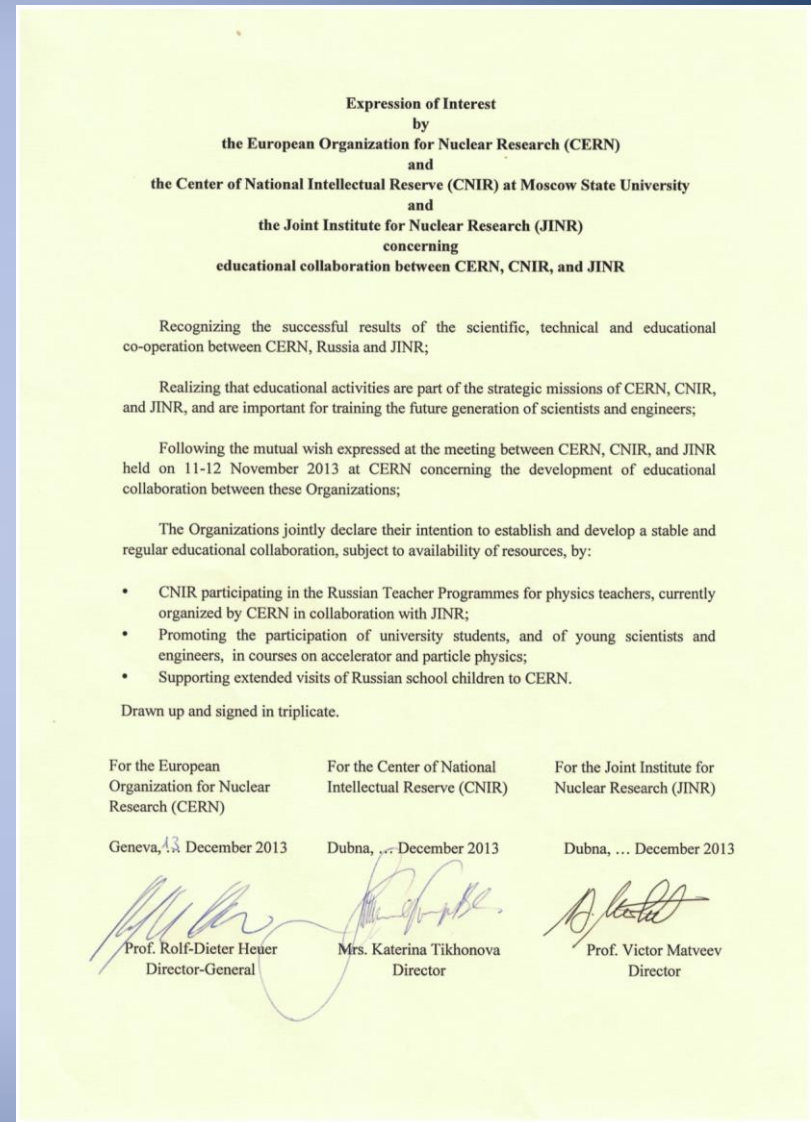 Expression of Interest
by
the European Organization for Nuclear Research (CERN)
and
the Center of National Intellectual Reserve (CNIR) at Moscow State University
and
the Joint Institute for Nuclear Research (JINR)
concerning
educational collaboration between CERN, CNIR, and JINR
Recognizing the successful results of the scientific, technical and educational
co-operation between CERN, Russia and JINR;
Realizing that educational activities are part of the strategic missions of CERN, CNIR,
and JINR, and are important for training the future generation of scientists and engineers;
Following the mutual wish expressed at the meeting between CERN, CNIR, and JINR
held on 11-12 November 2013 at CERN concerning the development of educational
collaboration between these Organizations;
The Organizations jointly declare their intention to establish and develop a stable and
regular educational collaboration, subject to availability of resources, by:
• CNIR participating in the Russian Teacher Programmes for physics teachers, currently
organized by CERN in collaboration with JINR;
• Promoting the participation of university students, and of young scientists and
engineers, in courses on accelerator and particle physics;
• Supporting extended visits of Russian school children to CERN.
Drawn up and signed in triplicate.
For the European
Organization for Nuclear
Research (CERN)
Geneva, 13 December 2013
Prof. Rolf-Dieter Heuer
Director-General
For the Center of National
Intellectual Reserve (CNIR)
Dubna, ... December 2013
Mrs. Katerina Tikhonova
Director
For the Joint Institute for
Nuclear Research (JINR)
Dubna, ... December 2013
Prof. Victor Matveev
Director